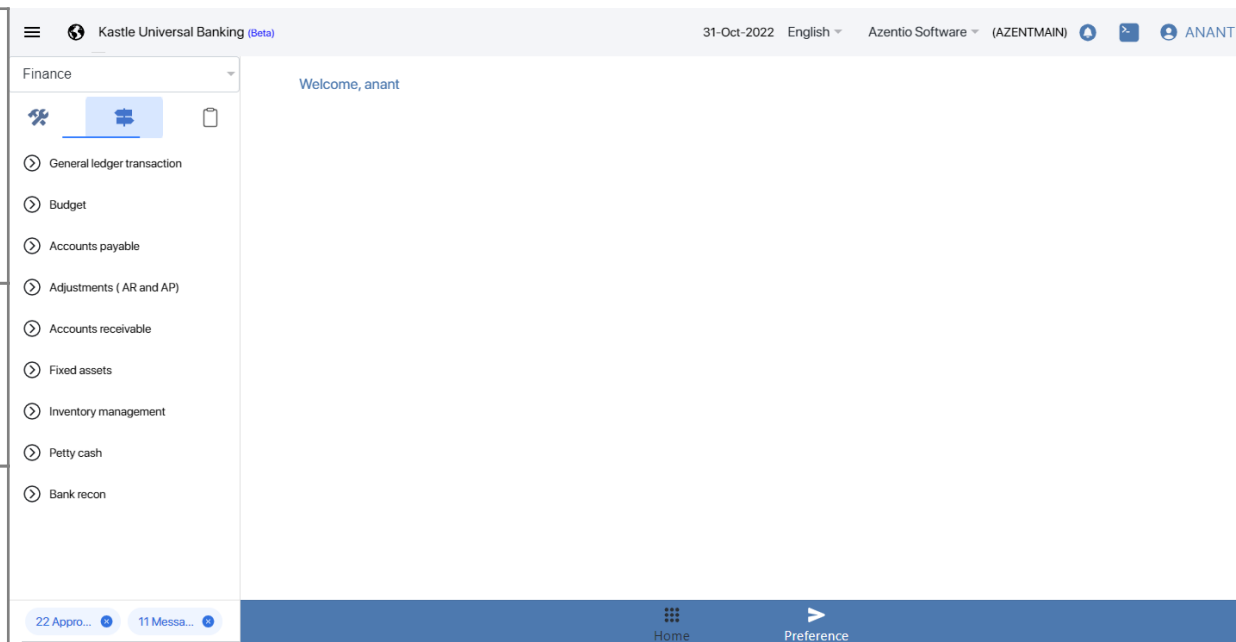 Kastle Universal Banking (Beta)
31-Oct-2022 English Azentio Software (AZENTMAIN) ANANT
Finance
Welcome, anant
General ledger transaction
Budget
Accounts payable
Adjustments ( AR and AP)
Accounts receivable
Fixed assets
Inventory management
Petty cash
Bank recon
22 Appro... 11 Messa...
Home Preference